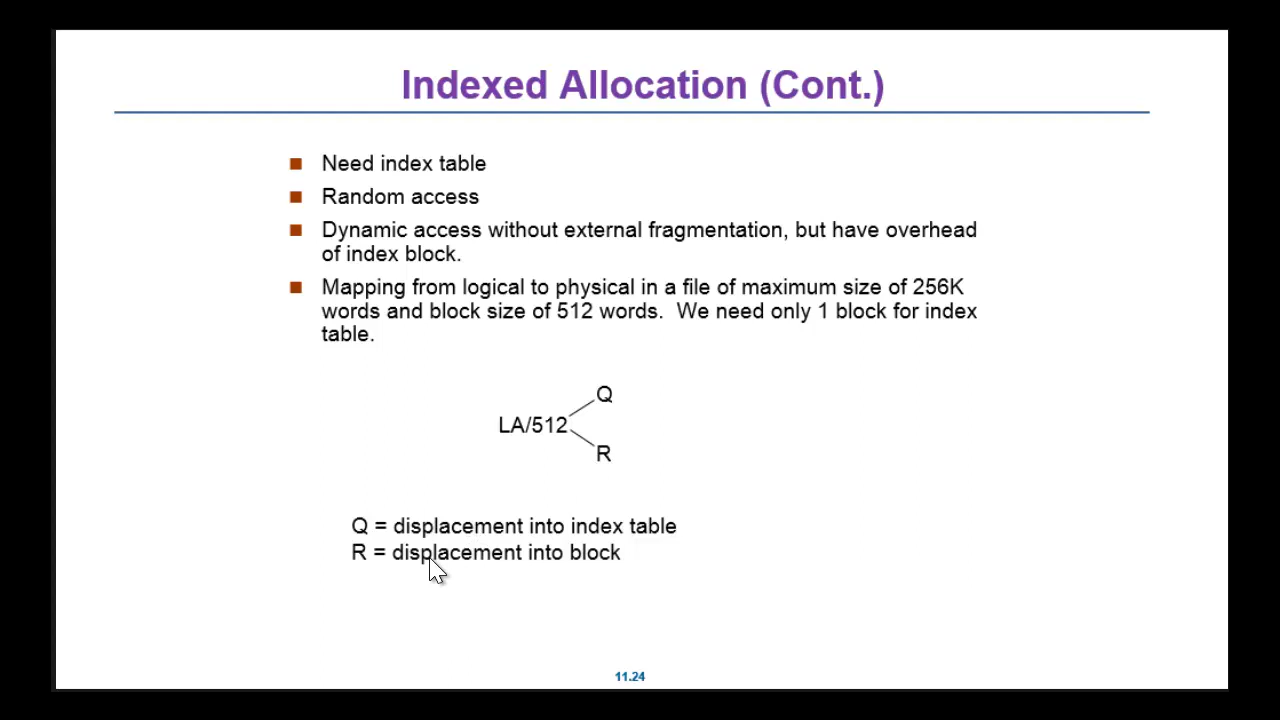 Indexed Allocation (Cont.)
Need index table
Random access
Dynamic access without external fragmentation, but have overhead
of index block.
Mapping from logical to physical in a file of maximum size of 256K
words and block size of 512 words.  We need only 1 block for index
table.
Q
LA/512
R
Q = displacement into index table
R = displacement into block
11.24